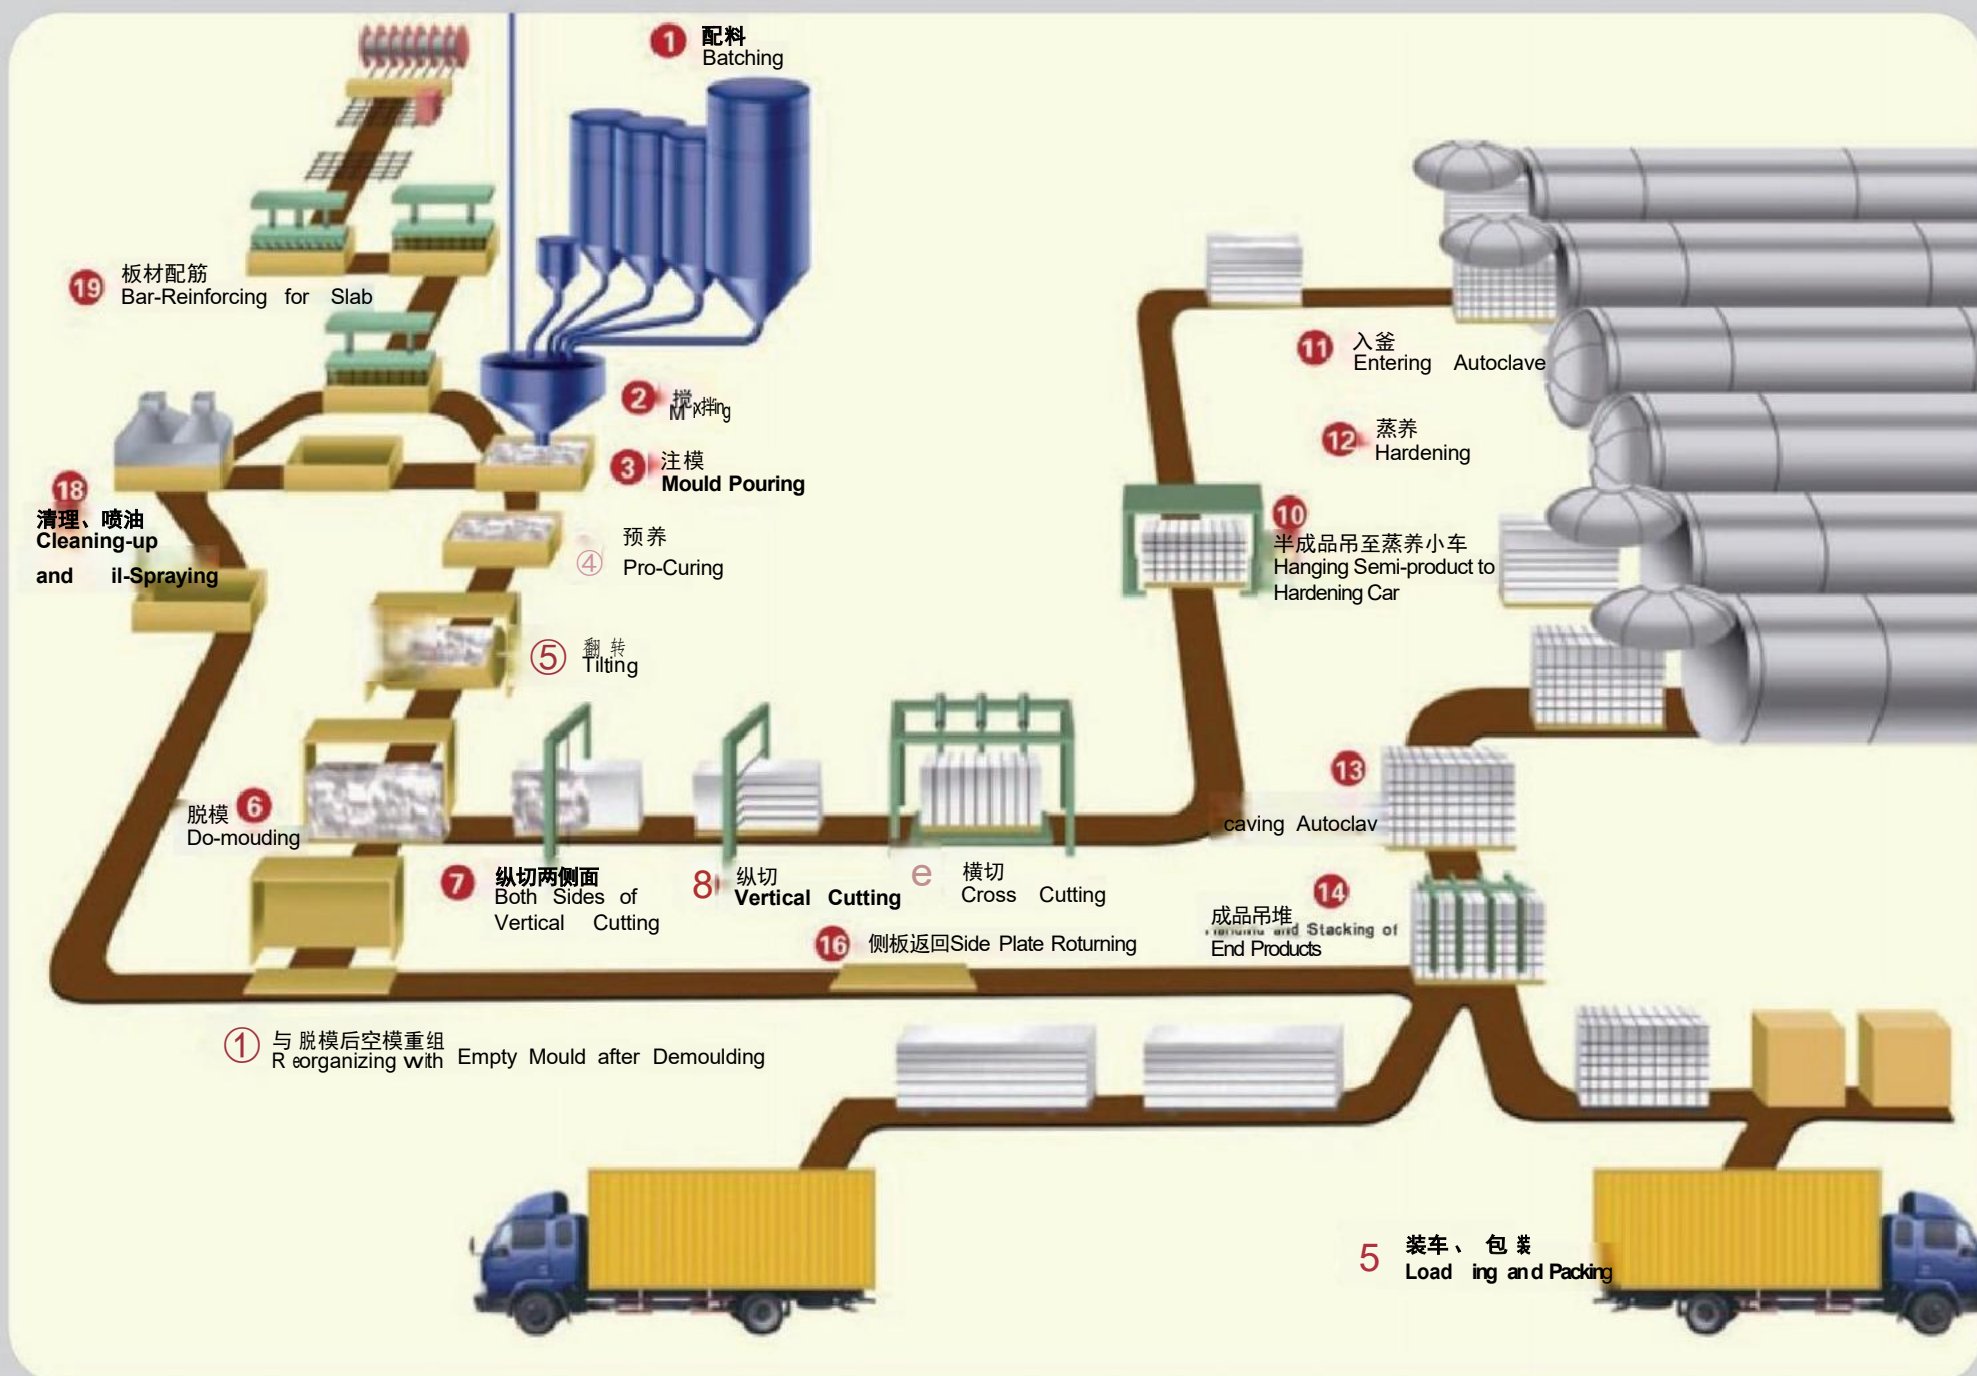 1 配料
Batching
2 搅拌
3 注模
Mould Pouring
④ 预养
Pro-Curing
⑤ 翻转
Tilting
6 脱模
Do-mouding
7 纵切两侧面
Both Sides of
Vertical Cutting
8 纵切
Vertical Cutting
e 横切
Cross Cutting
10
半成品吊至蒸养小车
Hanging Semi-product to
Hardening Car
11 入釜
Entering Autoclave
12 蒸养
Hardening
13
caving Autoclav
14
成品吊堆
and Stacking of
End Products
5 装车、包装
Load ing and Packing
16 侧板返回Side Plate Roturning
① 与脱模后空模重组
Reorganizing with Empty Mould after Demoulding
18
清理、喷油
Cleaning-up
and il-Spraying
19 板材配筋
Bar-Reinforcing for Slab